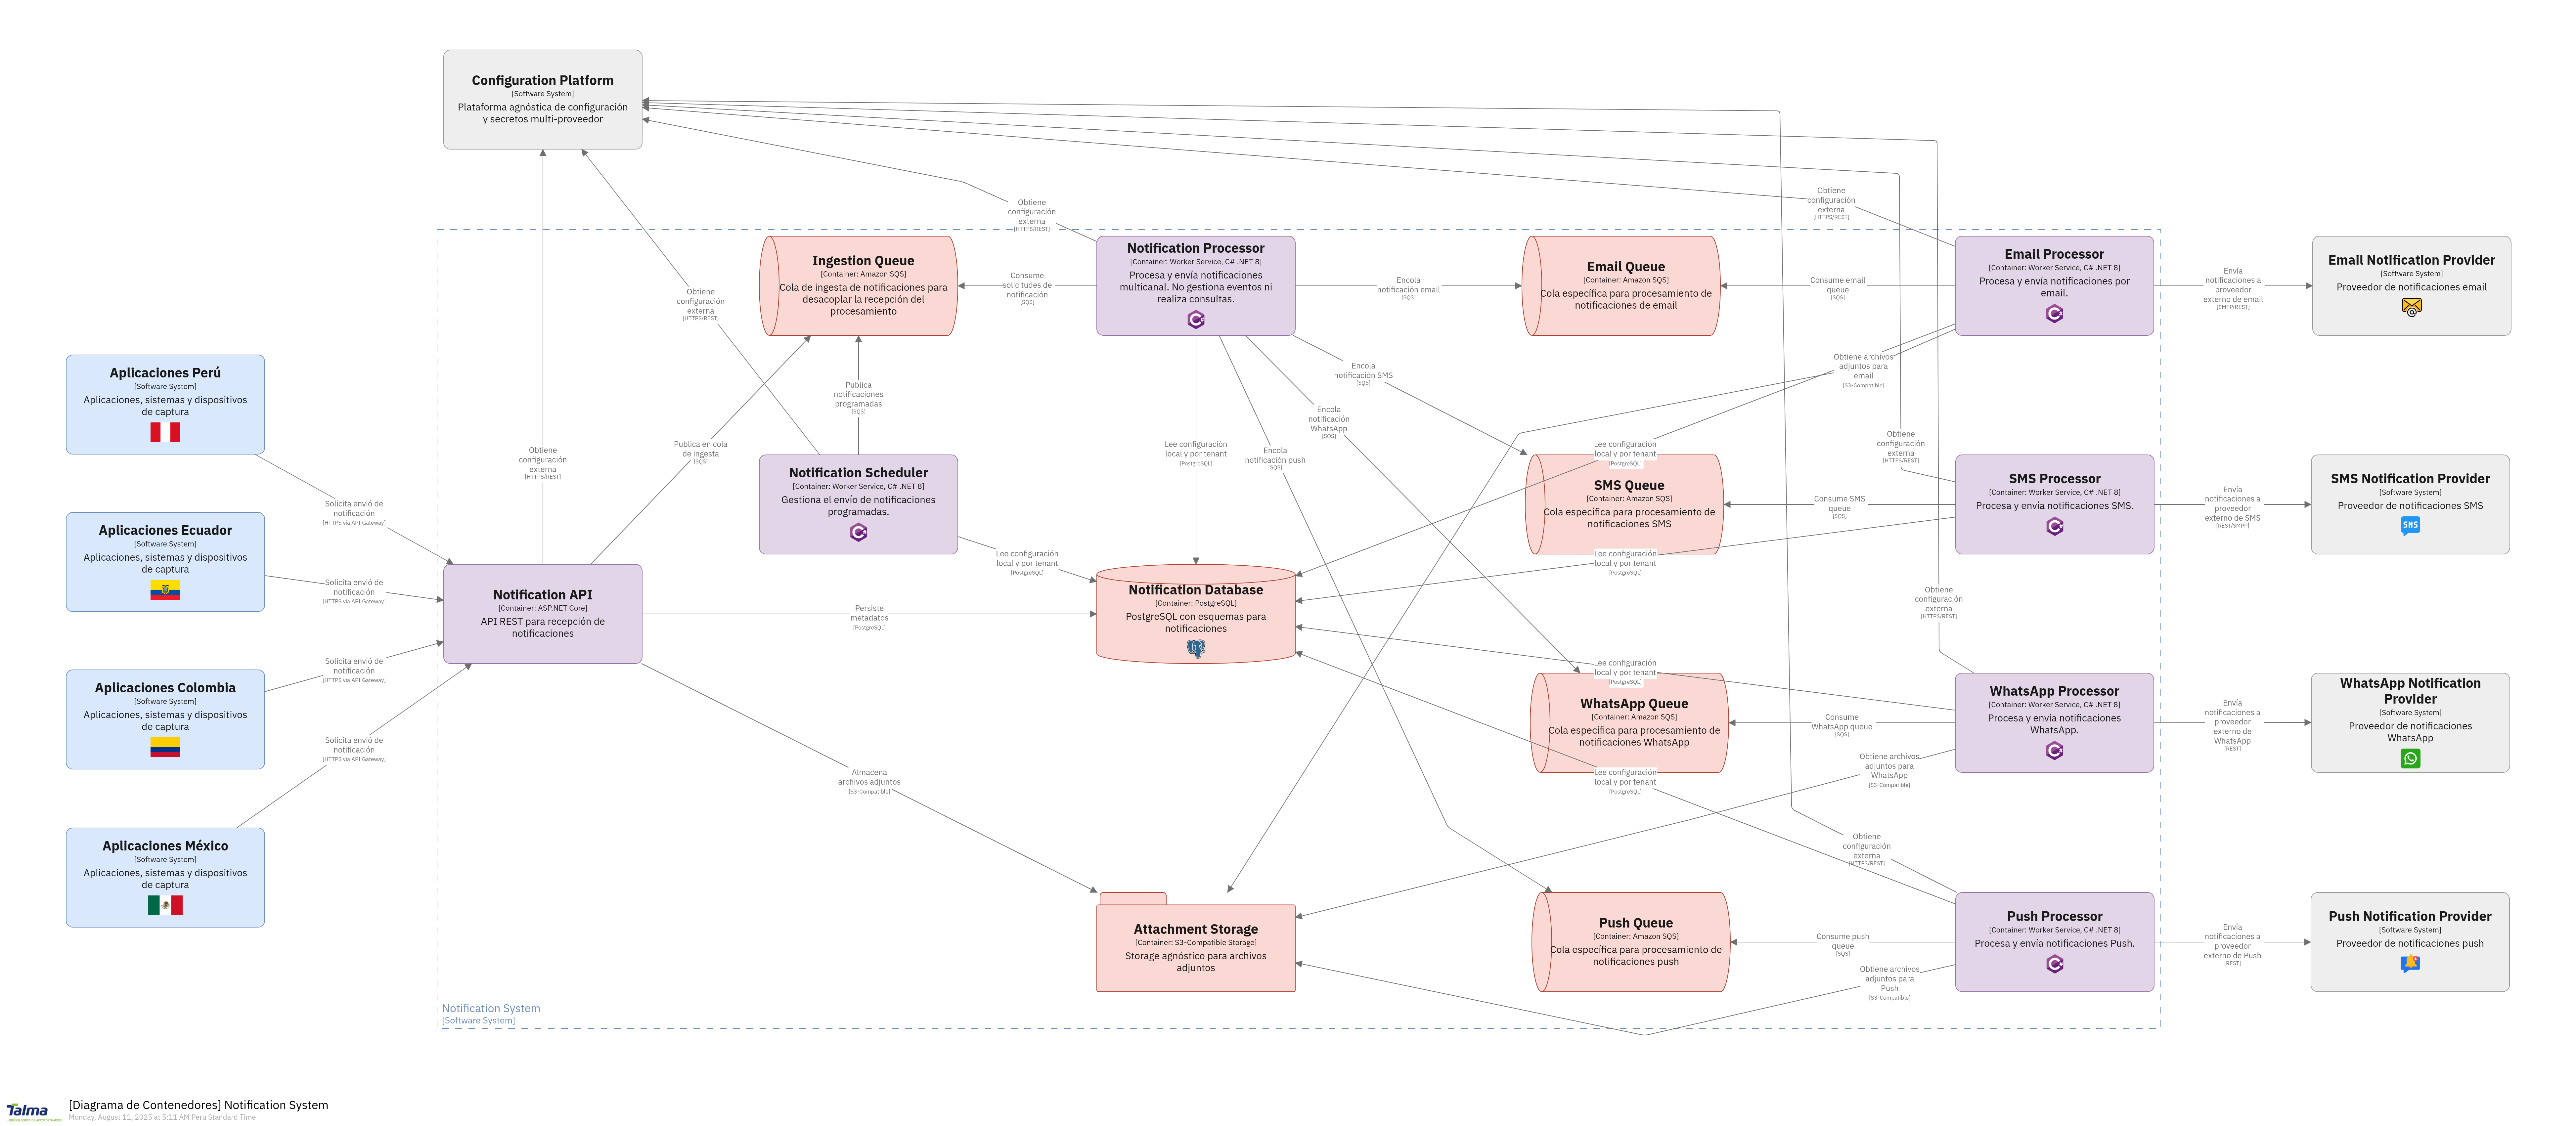 Configuration Platform
[Software System]
Plataforma agnóstica de configuración
y secretos multi-proveedor
Obtiene
configuración
externa
[HTTPS/REST]
Obtiene
configuración
externa
[HTTPS/REST]
Ingestion Queue
[Container: Amazon SQS]
Cola de ingesta de notificaciones para
desacoplar la recepción del
procesamiento
Consume
solicitudes de
notificación
[SQS]
Notification Processor
[Container: Worker Service, C# .NET 8]
Procesa y envía notificaciones
multicanal. No gestiona eventos ni
realiza consultas.
Encola
notificación email
[SQS]
Email Queue
[Container: Amazon SQS]
Cola específica para procesamiento de
notificaciones de email
Consume email
queue
[SQS]
Email Processor
[Container: Worker Service, C# .NET 8]
Procesa y envía notificaciones por
email.
Envía
notificaciones a
proveedor
externo de email
[SMTP/REST]
Email Notification Provider
[Software System]
Proveedor de notificaciones email
Obtiene
configuración
externa
[HTTPS/REST]
Aplicaciones Perú
[Software System]
Aplicaciones, sistemas y dispositivos
de captura
Publica
notificaciones
programadas
[SQS]
Encola
notificación SMS
[SQS]
Obtiene archivos
adjuntos para
email
[S3-Compatible]
Encola
notificación
WhatsApp
[SQS]
Obtiene
configuración
externa
[HTTPS/REST]
Publica en cola
de ingesta
[SQS]
Lee configuración
local y por tenant
[PostgreSQL]
Encola
notificación push
[SQS]
Lee configuración
local y por tenant
[PostgreSQL]
Obtiene
configuración
externa
[HTTPS/REST]
Notification Scheduler
[Container: Worker Service, C# .NET 8]
Gestiona el envío de notificaciones
programadas.
SMS Queue
[Container: Amazon SQS]
Cola específica para procesamiento de
notificaciones SMS
Consume SMS
queue
[SQS]
SMS Processor
[Container: Worker Service, C# .NET 8]
Procesa y envía notificaciones SMS.
Envía
notificaciones a
proveedor
externo de SMS
[REST/SMPP]
SMS Notification Provider
[Software System]
Proveedor de notificaciones SMS
SMS
Solicita envió de
notificación
[HTTPS via API Gateway]
Aplicaciones Ecuador
[Software System]
Aplicaciones, sistemas y dispositivos
de captura
Solicita envió de
notificación
[HTTPS via API Gateway]
Lee configuración
local y por tenant
[PostgreSQL]
Lee configuración
local y por tenant
[PostgreSQL]
Notification API
[Container: ASP.NET Core]
API REST para recepción de
notificaciones
Persiste
metadatos
[PostgreSQL]
Notification Database
[Container: PostgreSQL]
PostgreSQL con esquemas para
notificaciones
Obtiene
configuración
externa
[HTTPS/REST]
Solicita envió de
notificación
[HTTPS via API Gateway]
Aplicaciones Colombia
[Software System]
Aplicaciones, sistemas y dispositivos
de captura
Lee configuración
local y por tenant
[PostgreSQL]
WhatsApp Queue
[Container: Amazon SQS]
Cola específica para procesamiento de
notificaciones WhatsApp
Consume
WhatsApp queue
[SQS]
WhatsApp Processor
[Container: Worker Service, C# .NET 8]
Procesa y envía notificaciones
WhatsApp.
Envía
notificaciones a
proveedor
externo de
WhatsApp
[REST]
WhatsApp Notification
Provider
[Software System]
Proveedor de notificaciones
WhatsApp
Solicita envió de
notificación
[HTTPS via API Gateway]
Almacena
archivos adjuntos
[S3-Compatible]
Lee configuración
local y por tenant
[PostgreSQL]
Obtiene archivos
adjuntos para
WhatsApp
[S3-Compatible]
Aplicaciones México
[Software System]
Aplicaciones, sistemas y dispositivos
de captura
Obtiene
configuración
externa
[HTTPS/REST]
Attachment Storage
[Container: S3-Compatible Storage]
Storage agnóstico para archivos
adjuntos
Push Queue
[Container: Amazon SQS]
Cola específica para procesamiento de
notificaciones push
Consume push
queue
[SQS]
Push Processor
[Container: Worker Service, C# .NET 8]
Procesa y envía notificaciones Push.
Envía
notificaciones a
proveedor
externo de Push
[REST]
Push Notification Provider
[Software System]
Proveedor de notificaciones push
Obtiene archivos
adjuntos para
Push
[S3-Compatible]
Notification System
[Software System]
Talma
[Diagrama de Contenedores] Notification System
Monday, August 11, 2025 at 5:11 AM Peru Standard Time